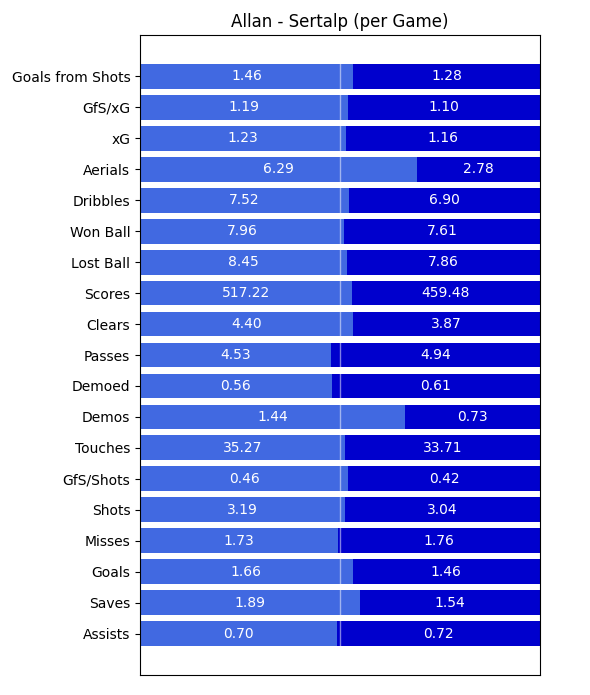 Allan - Sertalp (per Game)
Goals from Shots 1.46 1.28
GfS/xG 1.19 1.10
xG 1.23 1.16
Aerials 6.29 2.78
Dribbles 7.52 6.90
Won Ball 7.96 7.61
Lost Ball 8.45 7.86
Scores 517.22 459.48
Clears 4.40 3.87
Passes 4.53 4.94
Demoed 0.56 0.61
Demos 1.44 0.73
Touches 35.27 33.71
GfS/Shots 0.46 0.42
Shots 3.19 3.04
Misses 1.73 1.76
Goals 1.66 1.46
Saves 1.89 1.54
Assists 0.70 0.72